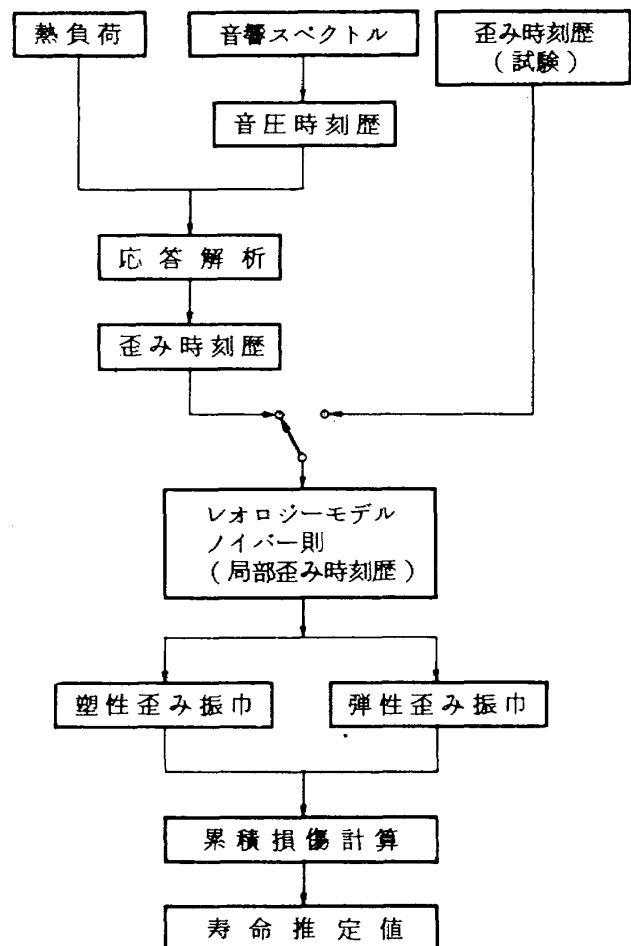 熱負荷
音響スペクトル
歪み時刻歴
(試験)
音圧時刻歴
応答解析
歪み時刻歴
レオロジーモデル
ノイバー則
(局部歪み時刻歴)
塑性歪み振巾
弾性歪み振巾
累積損傷計算
寿命推定値